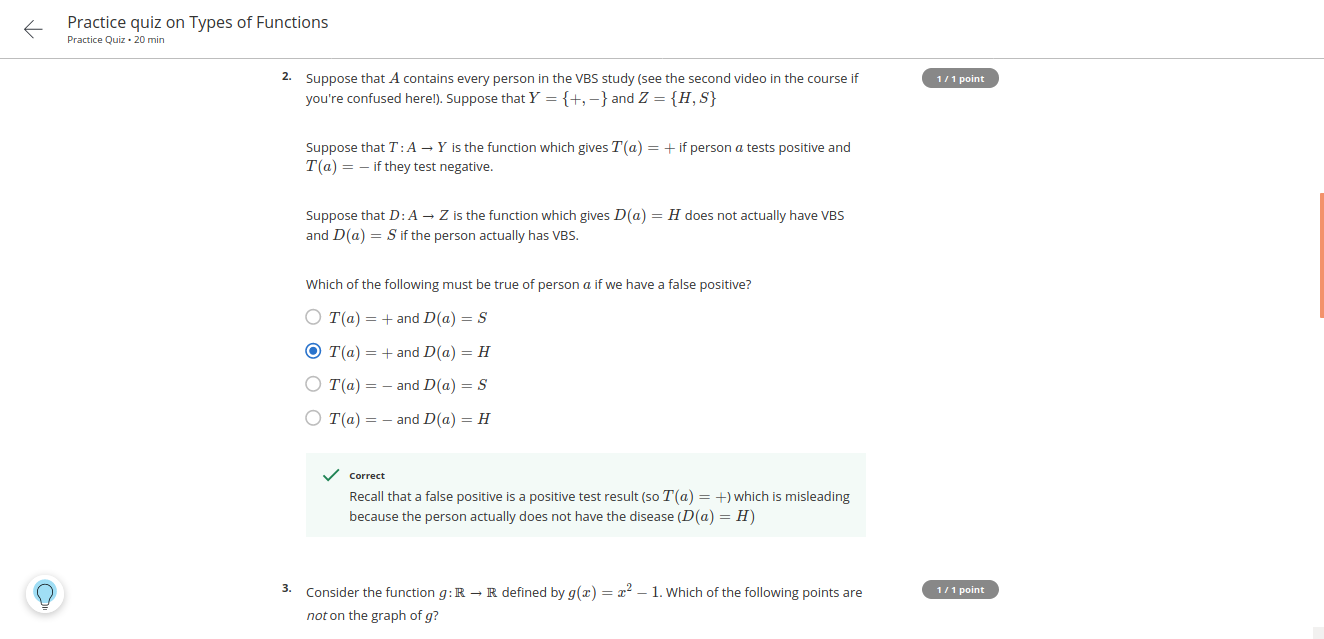 Practice quiz on Types of Functions
Practice Quiz • 20 min
2. Suppose that A contains every person in the VBS study (see the second video in the course if 1 / 1 point
you're confused here!). Suppose that Y = {+, −} and Z = {H, S}
Suppose that T : A → Y is the function which gives T(a) = + if person a tests positive and
T(a) = − if they test negative.
Suppose that D : A → Z is the function which gives D(a) = H does not actually have VBS
and D(a) = S if the person actually has VBS.
Which of the following must be true of person a if we have a false positive?
T(a) = + and D(a) = S
T(a) = + and D(a) = H
T(a) = − and D(a) = S
T(a) = − and D(a) = H
Correct
Recall that a false positive is a positive test result (so T(a) = +) which is misleading
because the person actually does not have the disease (D(a) = H)
3. Consider the function g : ℝ → ℝ defined by g(x) = x² − 1. Which of the following points are 1 / 1 point
not on the graph of g?